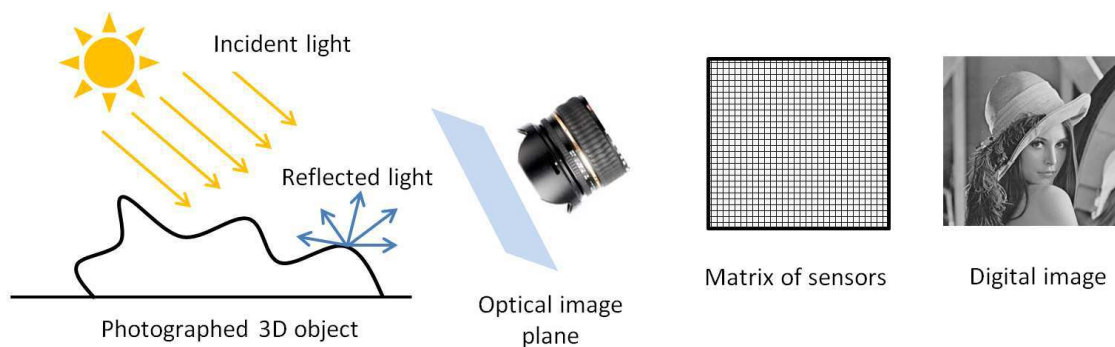 Incident light
Reflected light
Photographed 3D object
Optical image
plane
Matrix of sensors
Digital image